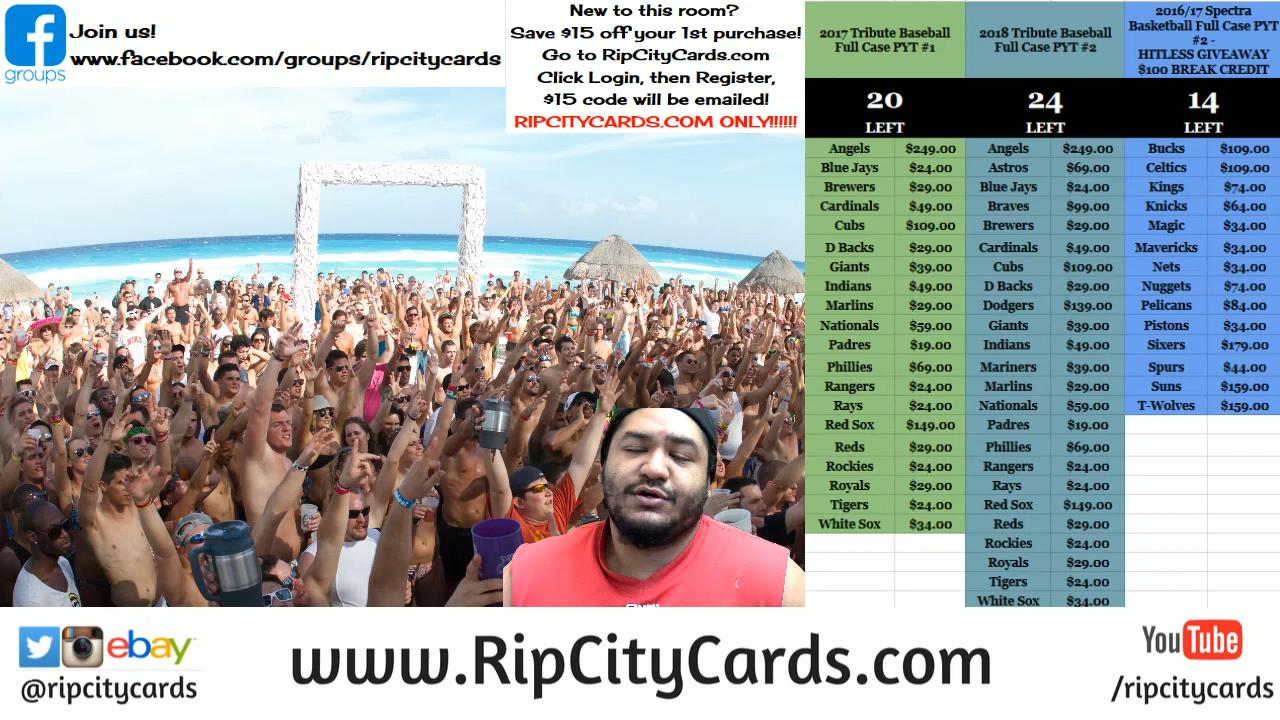 groups
Join us!
www.facebook.com/groups/ripcitycards
New to this room?
Save $15 off your 1st purchase!
Go to RipCityCards.com
Click Login, then Register,
$15 code will be emailed!
RIPCITYCARDS.COM ONLY!!!!!!
2017 Tribute Baseball
Full Case PYT #1
20
LEFT
Angels $249.00
Blue Jays $24.00
Brewers $29.00
Cardinals $49.00
Cubs $109.00
D Backs $29.00
Giants $39.00
Indians $49.00
Marlins $29.00
Nationals $59.00
Padres $19.00
Phillies $69.00
Rangers $24.00
Rays $24.00
Red Sox $149.00
Reds $29.00
Rockies $24.00
Royals $29.00
Tigers $24.00
White Sox $34.00
2018 Tribute Baseball
Full Case PYT #2
24
LEFT
Angels $249.00
Astros $69.00
Blue Jays $24.00
Braves $99.00
Brewers $29.00
Cardinals $49.00
Cubs $109.00
D Backs $29.00
Dodgers $139.00
Giants $39.00
Indians $49.00
Mariners $39.00
Marlins $29.00
Nationals $59.00
Padres $19.00
Phillies $69.00
Rangers $24.00
Rays $24.00
Red Sox $149.00
Reds $29.00
Rockies $24.00
Royals $29.00
Tigers $24.00
White Sox $34.00
2016/17 Spectra
Basketball Full Case PYT
#2 -
HITLESS GIVEAWAY
$100 BREAK CREDIT
14
LEFT
Bucks $109.00
Celtics $109.00
Kings $74.00
Knicks $64.00
Magic $34.00
Mavericks $34.00
Nets $34.00
Nuggets $74.00
Pelicans $84.00
Pistons $34.00
Sixers $179.00
Spurs $44.00
Suns $159.00
T-Wolves $159.00
ebay
@ripcitycards
www.RipCityCards.com
YouTube
/ripcitycards